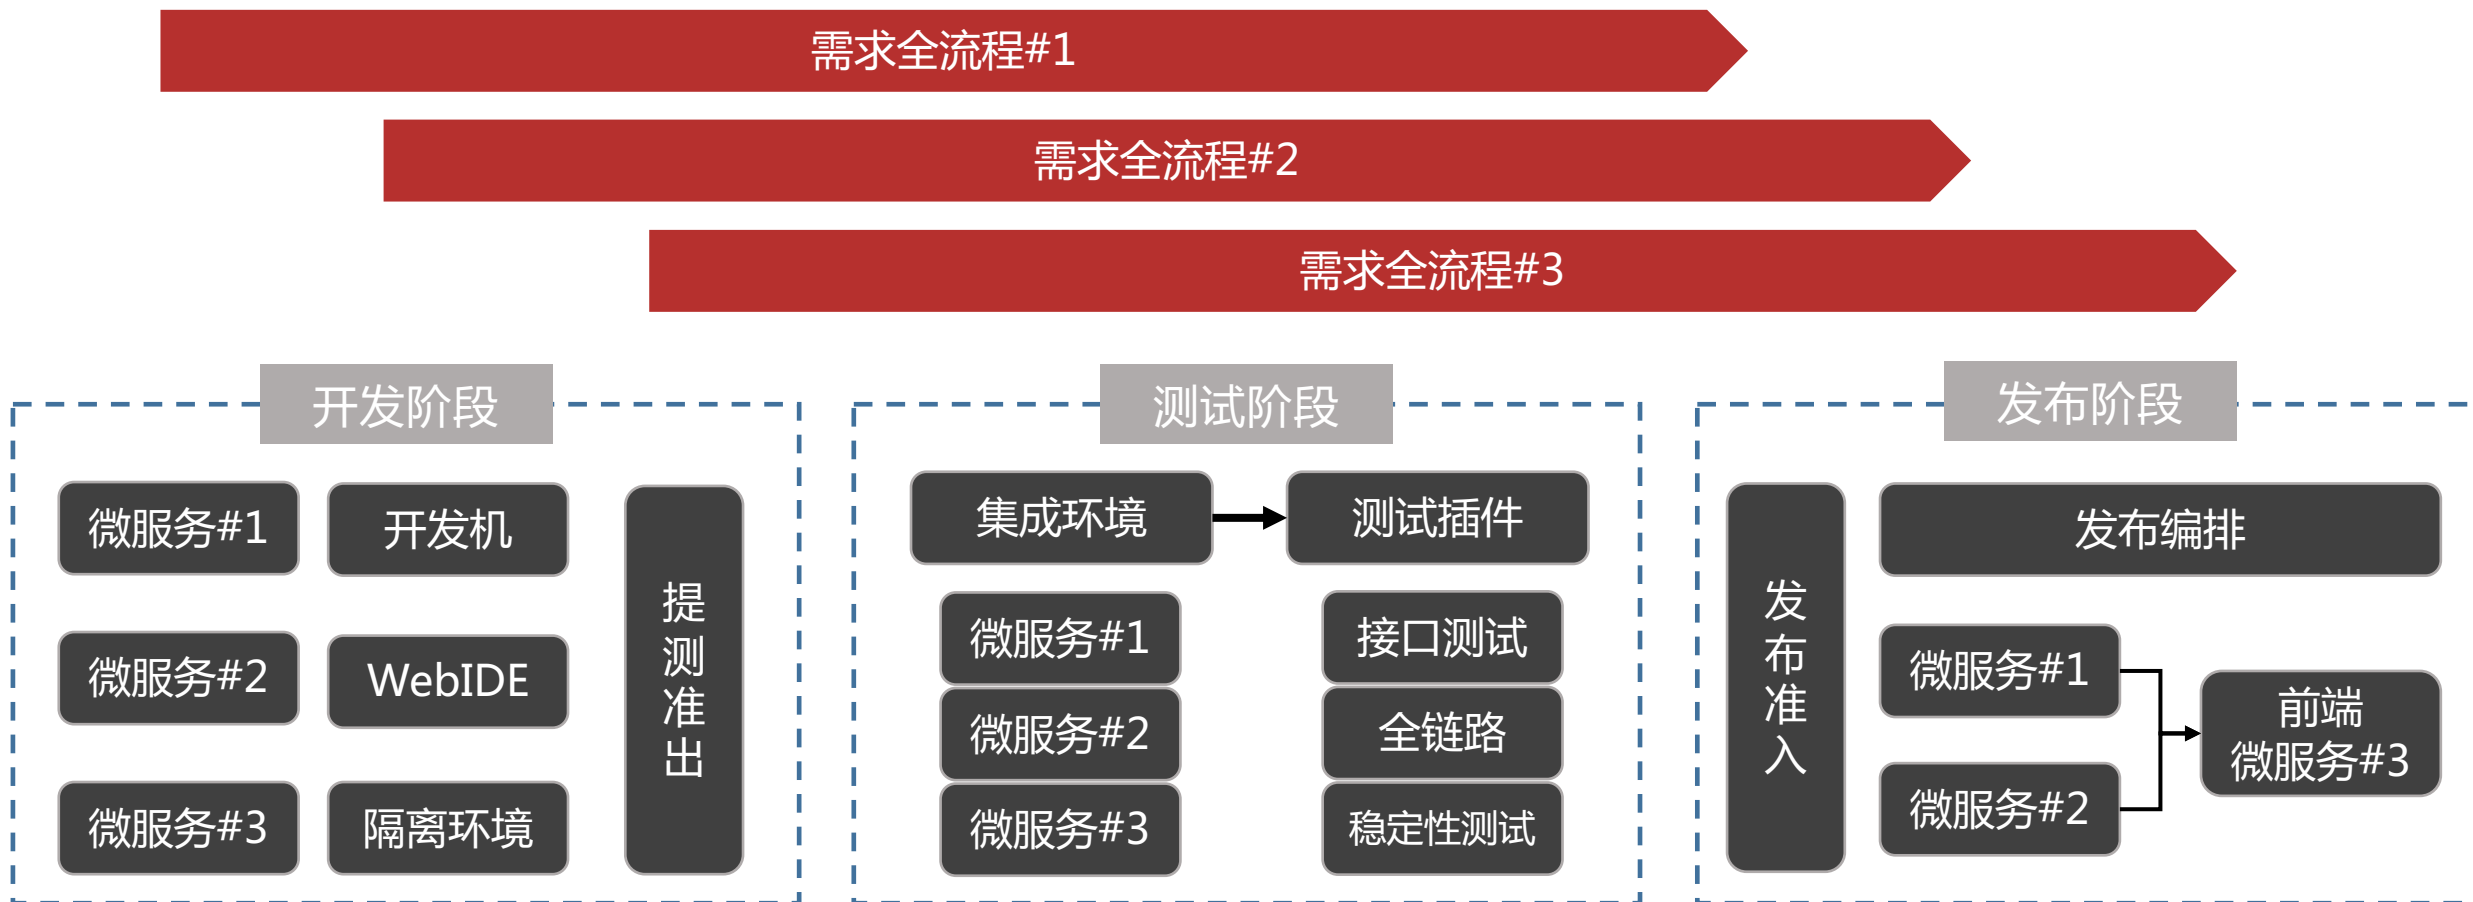 需求全流程#1
需求全流程#2
需求全流程#3
开发阶段
微服务#1
开发机
微服务#2
WebIDE
微服务#3
隔离环境
提测准出
测试阶段
集成环境
测试插件
微服务#1
接口测试
微服务#2
全链路
微服务#3
稳定性测试
发布阶段
发布准入
发布编排
微服务#1
微服务#2
前端
微服务#3